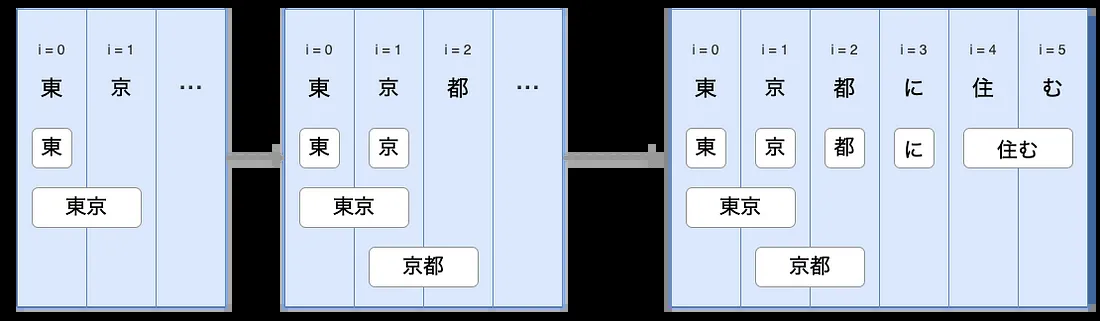 i = 0 i = 1
東 京 …
東
東京
i = 0 i = 1 i = 2
東 京 都 …
東 京
東京
京都
i = 0 i = 1 i = 2 i = 3 i = 4 i = 5
東 京 都 に 住 む
東 京 都 に 住む
東京
京都